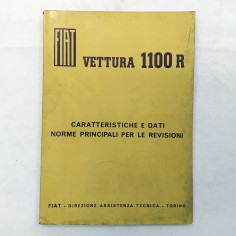 FIAT
VETTURA 1100 R
CARATTERISTICHE E DATI
NORME PRINCIPALI PER LE REVISIONI
FIAT - DIREZIONE ASSISTENZA TECNICA - TORINO